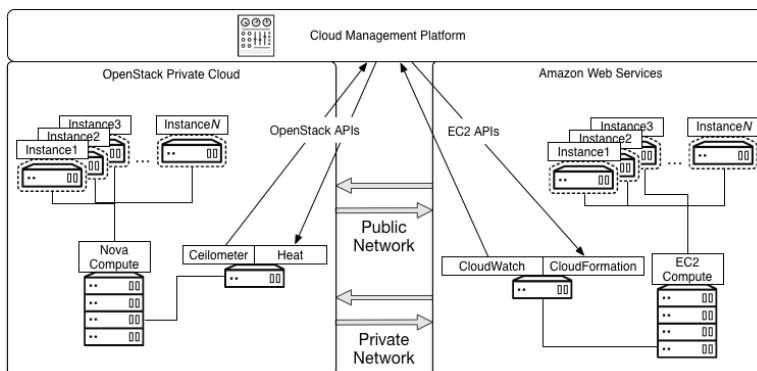 Cloud Management Platform
OpenStack Private Cloud
Amazon Web Services
Instance3
InstanceN
Instance2
Instance1
...
OpenStack APIs
EC2 APIs
Instance3
InstanceN
Instance2
Instance1
...
Public
Network
Nova
Compute
Ceilometer
Heat
CloudWatch
CloudFormation
EC2
Compute
Private
Network